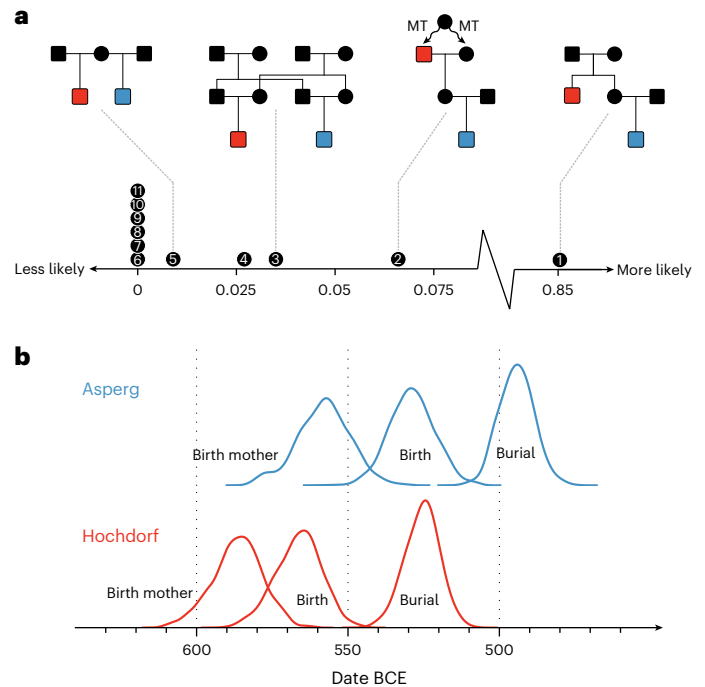 a
MT MT
11
10
9
8
7
6 5 4 3 2 1
Less likely More likely
0 0.025 0.05 0.075 0.85
b
Asperg
Birth mother Birth Burial
Hochdorf
Birth mother Birth Burial
600 550 500
Date BCE